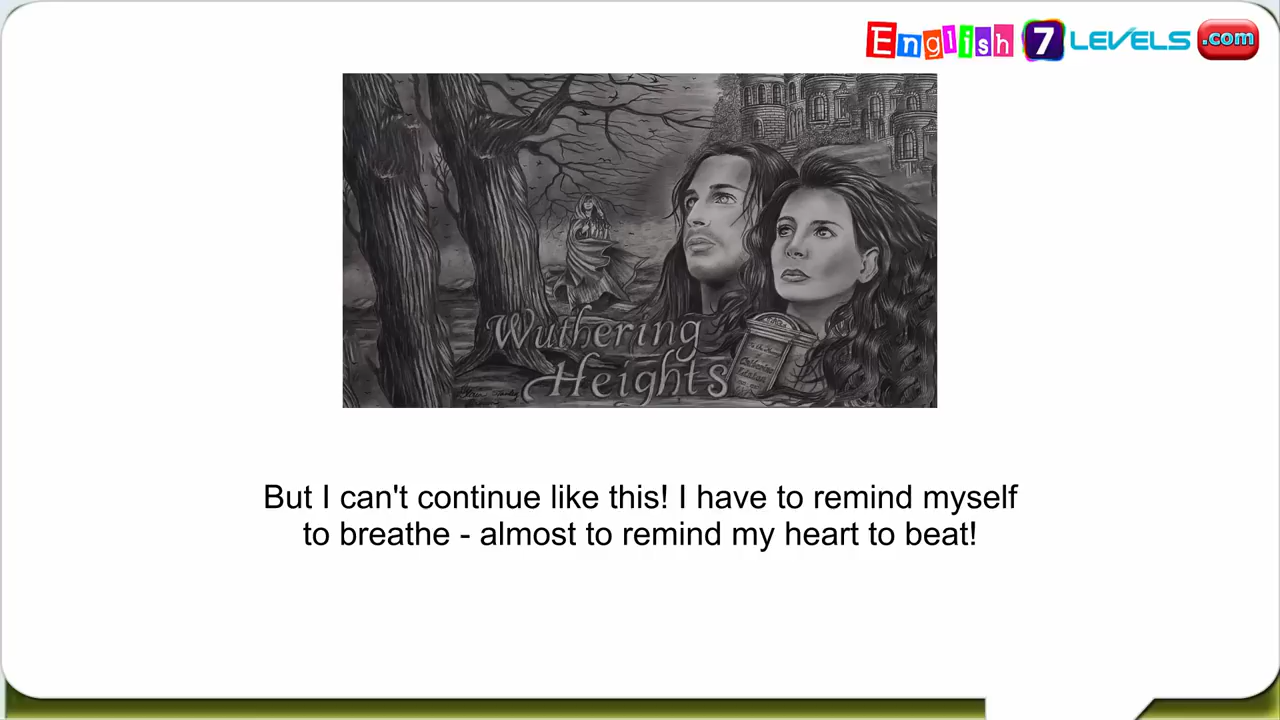 English 7 LEVELS .com
Wuthering
Heights
But I can't continue like this! I have to remind myself
to breathe - almost to remind my heart to beat!